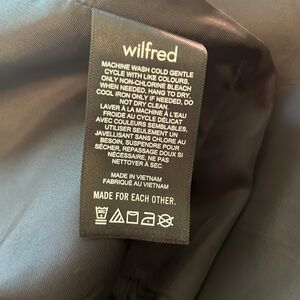 wilfred
MACHINE WASH COLD GENTLE
CYCLE WITH LIKE COLOURS,
ONLY NON-CHLORINE BLEACH
WHEN NEEDED, HANG TO DRY,
COOL IRON ONLY IF NEEDED, DO
NOT DRY CLEAN.
LAVER À LA MACHINE À L'EAU
FROIDE AU CYCLE DÉLICAT
AVEC COULEURS SEMBLABLES,
UTILISER SEULEMENT UN
JAVELLISANT SANS CHLORE AU
BESOIN, SUSPENDRE POUR
SÉCHER, REPASSAGE DOUX SI
NÉCESSAIRE, NE PAS
NETTOYER À SEC.
MADE IN VIETNAM
FABRIQUÉ AU VIETNAM
MADE FOR EACH OTHER.